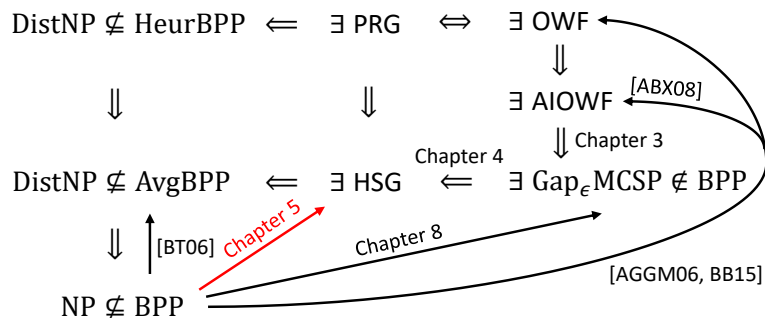 DistNP ⊈ HeurBPP ⇐ ∃ PRG ⇔ ∃ OWF
⇓ ⇓ ⇓
[ABX08]
∃ AIOWF
⇓ Chapter 3
Chapter 4
DistNP ⊈ AvgBPP ⇐ ∃ HSG ⇐ ∃ Gap_ϵMCSP ∉ BPP
Chapter 5
⇓ [BT06]
Chapter 8
[AGGM06, BB15]
NP ⊈ BPP